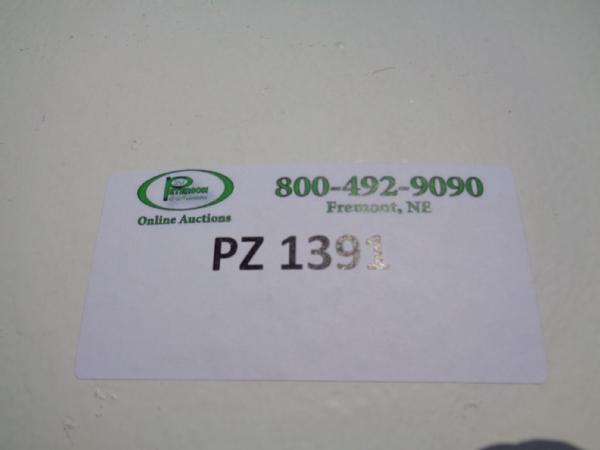 800-492-9090
Fremont, NE
Online Auctions
PZ 1391